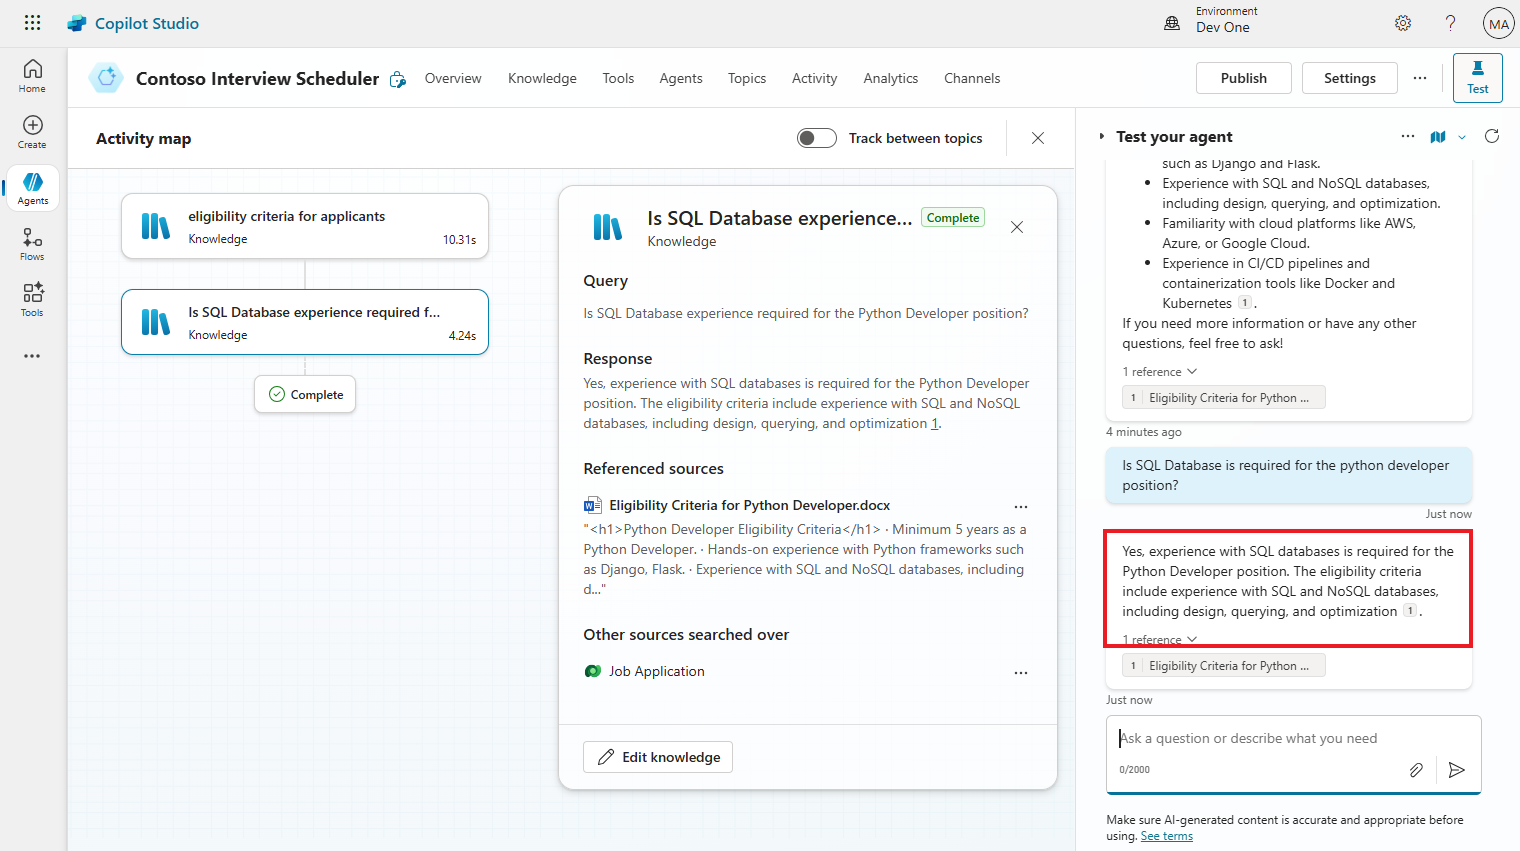 Copilot Studio
Environment
Dev One
MA
Home
Create
Agents
Flows
Tools
Contoso Interview Scheduler
Overview
Knowledge
Tools
Agents
Topics
Activity
Analytics
Channels
Publish
Settings
Test
Activity map
Track between topics
eligibility criteria for applicants
Knowledge
10.31s
Is SQL Database experience required f...
Knowledge
4.24s
Complete
Is SQL Database experience...
Complete
Knowledge
Query
Is SQL Database experience required for the Python Developer position?
Response
Yes, experience with SQL databases is required for the Python Developer
position. The eligibility criteria include experience with SQL and NoSQL
databases, including design, querying, and optimization 1.
Referenced sources
Eligibility Criteria for Python Developer.docx
"<h1>Python Developer Eligibility Criteria</h1> · Minimum 5 years as a
Python Developer. · Hands-on experience with Python frameworks such
as Django, Flask. · Experience with SQL and NoSQL databases, including
d..."
Other sources searched over
Job Application
Edit knowledge
Test your agent
such as Django and Flask.
• Experience with SQL and NoSQL databases,
including design, querying, and optimization.
• Familiarity with cloud platforms like AWS,
Azure, or Google Cloud.
• Experience in CI/CD pipelines and
containerization tools like Docker and
Kubernetes 1 .
If you need more information or have any other
questions, feel free to ask!
1 reference
1 Eligibility Criteria for Python ...
4 minutes ago
Is SQL Database is required for the python developer
position?
Just now
Yes, experience with SQL databases is required for the
Python Developer position. The eligibility criteria
include experience with SQL and NoSQL databases,
including design, querying, and optimization 1 .
1 reference
1 Eligibility Criteria for Python ...
Just now
Ask a question or describe what you need
0/2000
Make sure AI-generated content is accurate and appropriate before
using. See terms